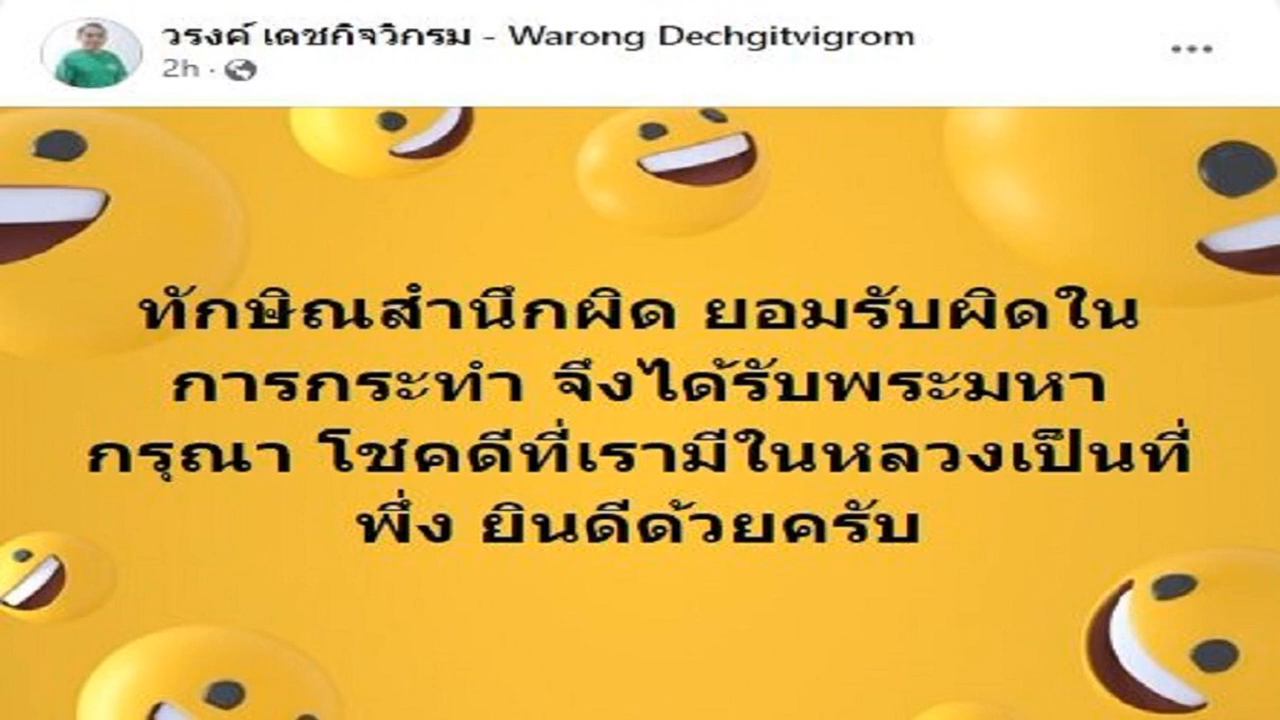 วรงค์ เดชกิจวิกรม - Warong Dechgitvigrom
2h ·
ทักษิณสำนึกผิด ยอมรับผิดใน
การกระทำ จึงได้รับพระมหา
กรุณา โชคดีที่เรามีในหลวงเป็นที่
พึ่ง ยินดีด้วยครับ